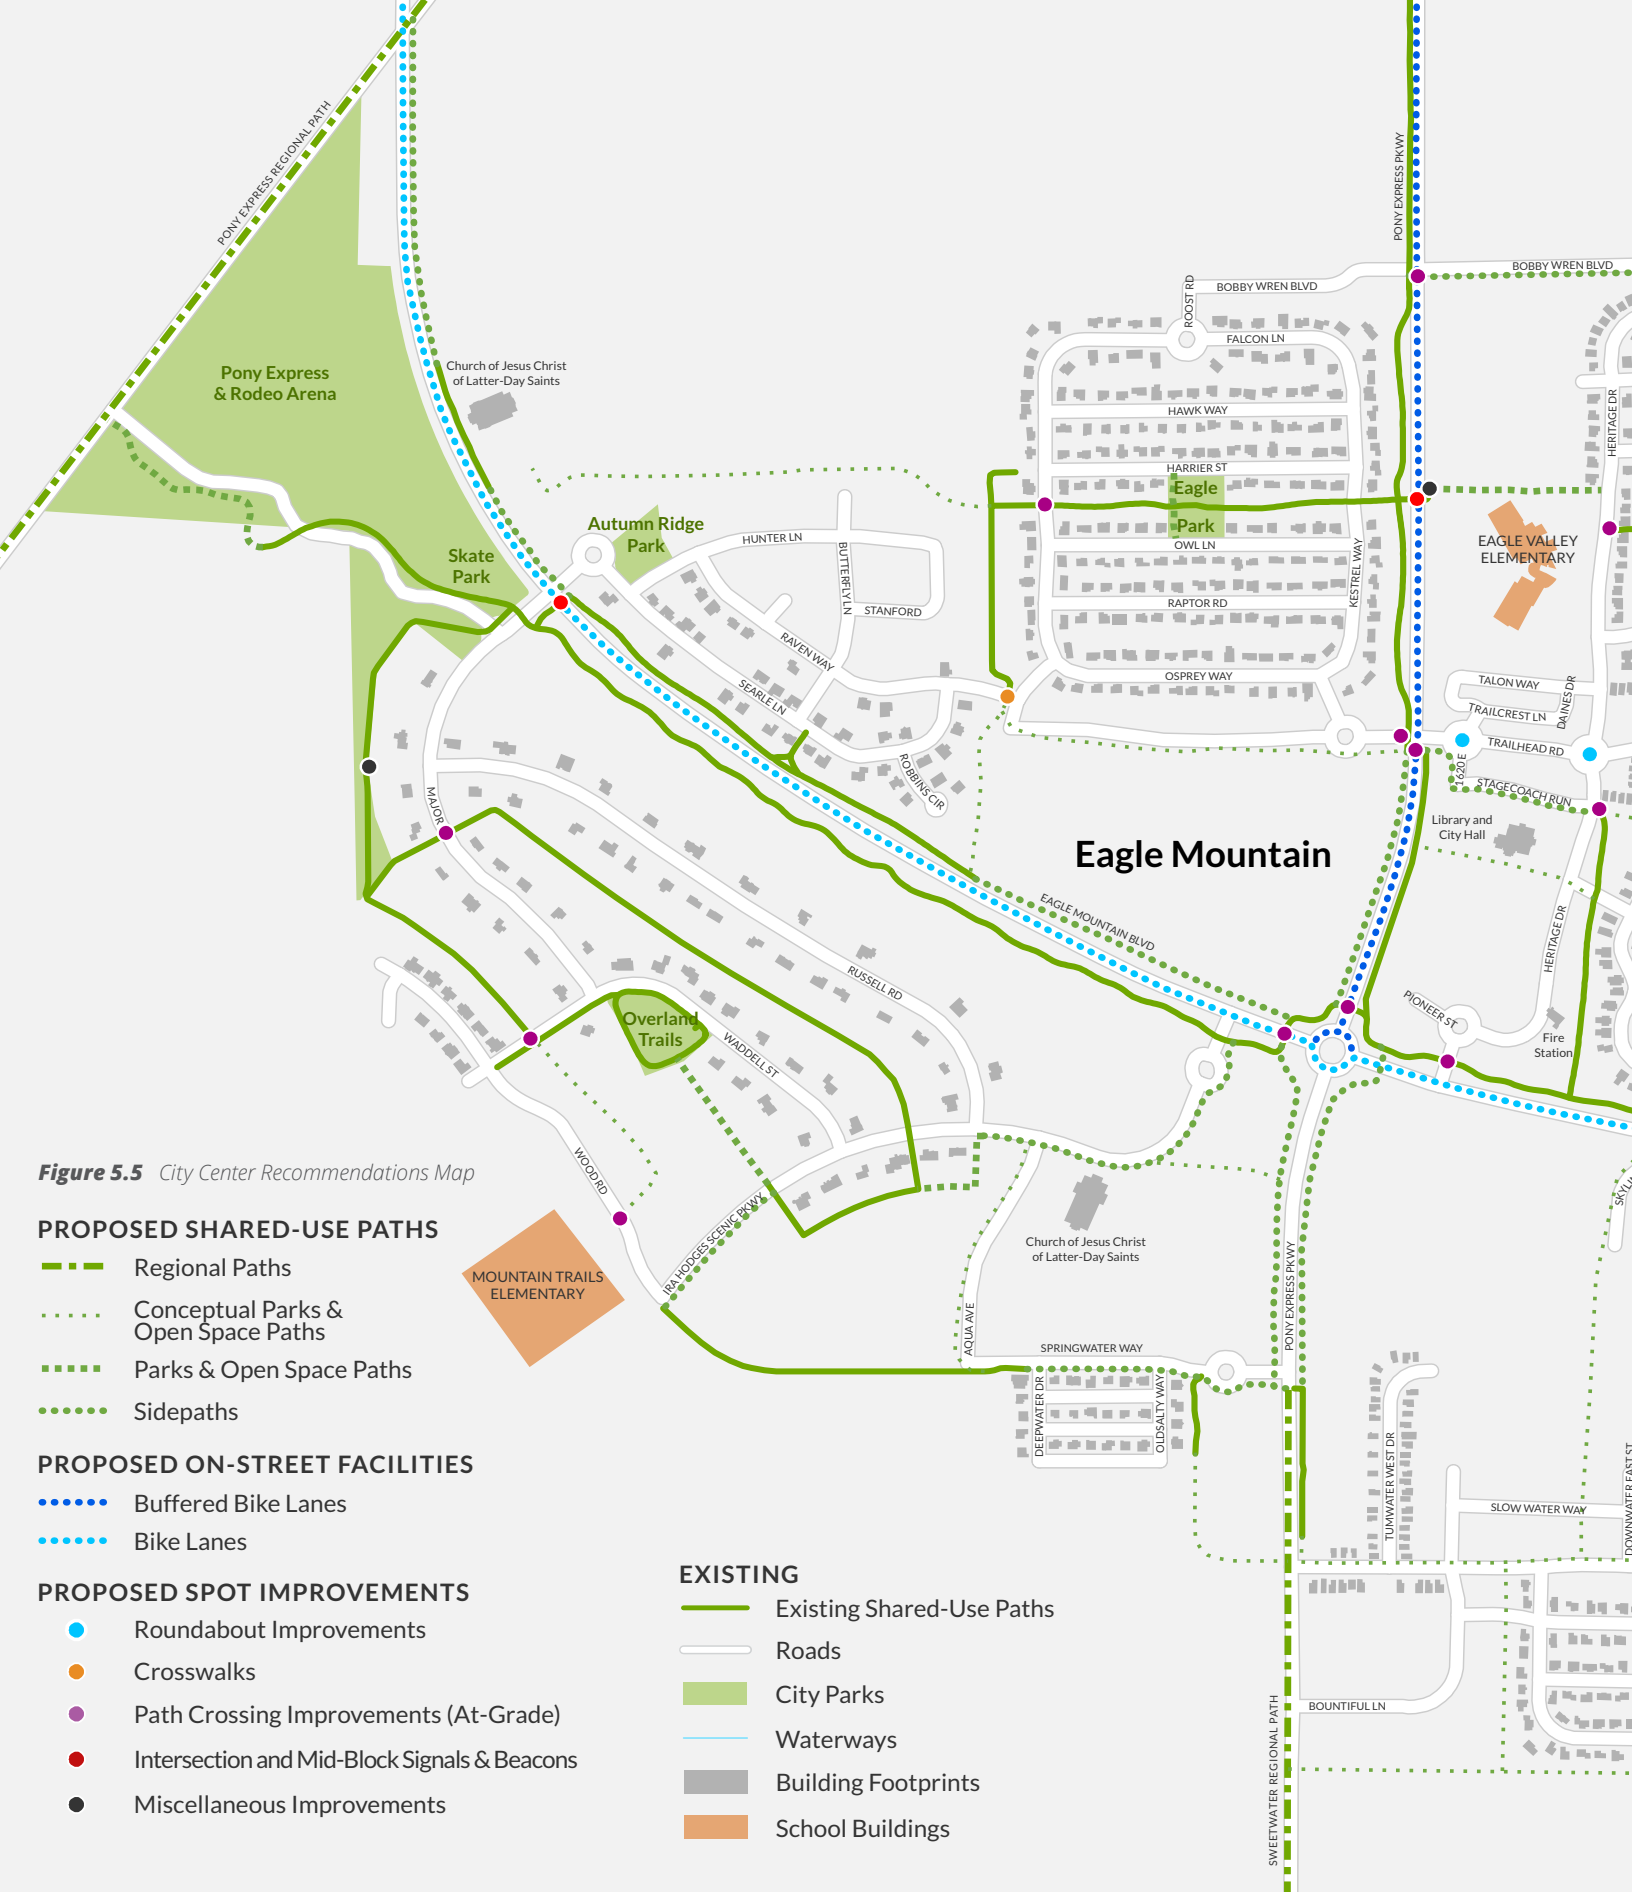 PONY EXPRESS REGIONAL PATH
PONY EXPRESS PKWY
BOBBY WREN BLVD
ROOST RD
BOBBY WREN BLVD
FALCON LN
Church of Jesus Christ
of Latter-Day Saints
Pony Express
& Rodeo Arena
HAWK WAY
HERITAGE DR
HARRIER ST
Eagle
Park
Autumn Ridge
Park
HUNTER LN
BUTTERFLY LN
STANFORD
OWL LN
KESTREL WAY
EAGLE VALLEY
ELEMENTARY
Skate
Park
RAPTOR RD
RAVEN WAY
SEARLE LN
OSPREY WAY
TALON WAY
DAINES DR
TRAILCREST LN
TRAILHEAD RD
1620 E
STAGECOACH RUN
ROBBINS CIR
MAJOR
Library and
City Hall
Eagle Mountain
EAGLE MOUNTAIN BLVD
HERITAGE DR
RUSSELL RD
PIONEER ST
Fire
Station
Overland
Trails
WADDELL ST
WOOD RD
IRA HODGES SCENIC PKWY
MOUNTAIN TRAILS
ELEMENTARY
Church of Jesus Christ
of Latter-Day Saints
PONY EXPRESS PKWY
AQUA AVE
SPRINGWATER WAY
DEEPWATER DR
OLDSALTY WAY
TUMWATER WEST DR
SLOW WATER WAY
DOWNWATER EAST ST
BOUNTIFUL LN
SWEETWATER REGIONAL PATH
Figure 5.5 City Center Recommendations Map
PROPOSED SHARED-USE PATHS
Regional Paths
Conceptual Parks &
Open Space Paths
Parks & Open Space Paths
Sidepaths
PROPOSED ON-STREET FACILITIES
Buffered Bike Lanes
Bike Lanes
PROPOSED SPOT IMPROVEMENTS
Roundabout Improvements
Crosswalks
Path Crossing Improvements (At-Grade)
Intersection and Mid-Block Signals & Beacons
Miscellaneous Improvements
EXISTING
Existing Shared-Use Paths
Roads
City Parks
Waterways
Building Footprints
School Buildings